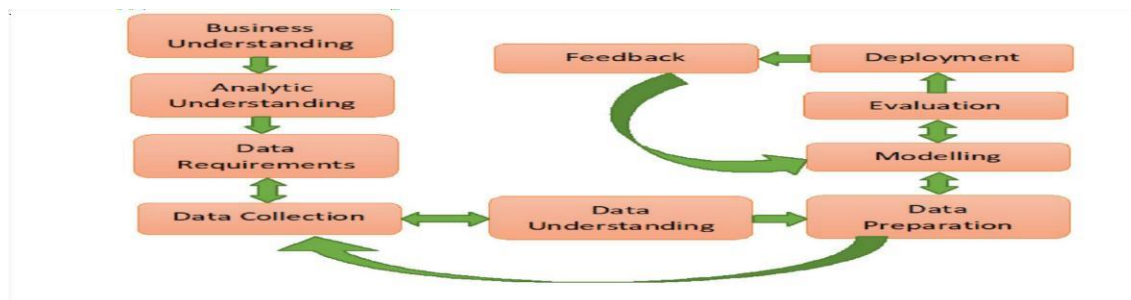 Business
Understanding
Analytic
Understanding
Data
Requirements
Data Collection
Data
Understanding
Data
Preparation
Modelling
Evaluation
Deployment
Feedback